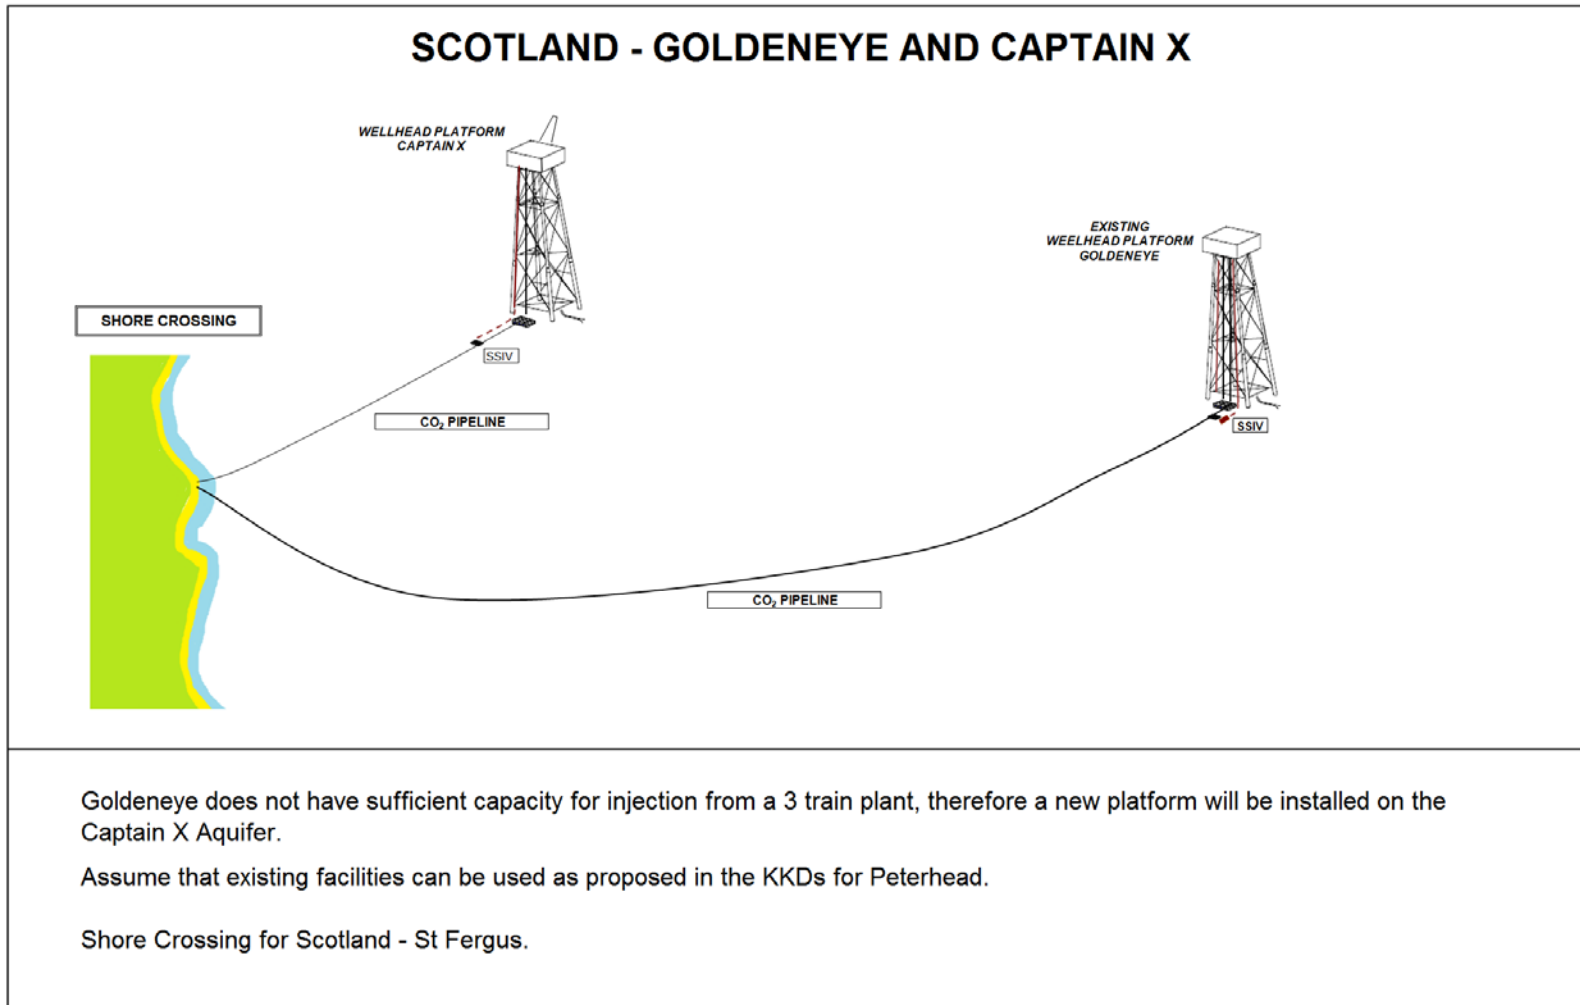 SCOTLAND - GOLDENEYE AND CAPTAIN X
WELLHEAD PLATFORM
CAPTAIN X
EXISTING
WEELHEAD PLATFORM
GOLDENEYE
SHORE CROSSING
SSIV
CO₂ PIPELINE
SSIV
CO₂ PIPELINE
Goldeneye does not have sufficient capacity for injection from a 3 train plant, therefore a new platform will be installed on the
Captain X Aquifer.
Assume that existing facilities can be used as proposed in the KKDs for Peterhead.
Shore Crossing for Scotland - St Fergus.